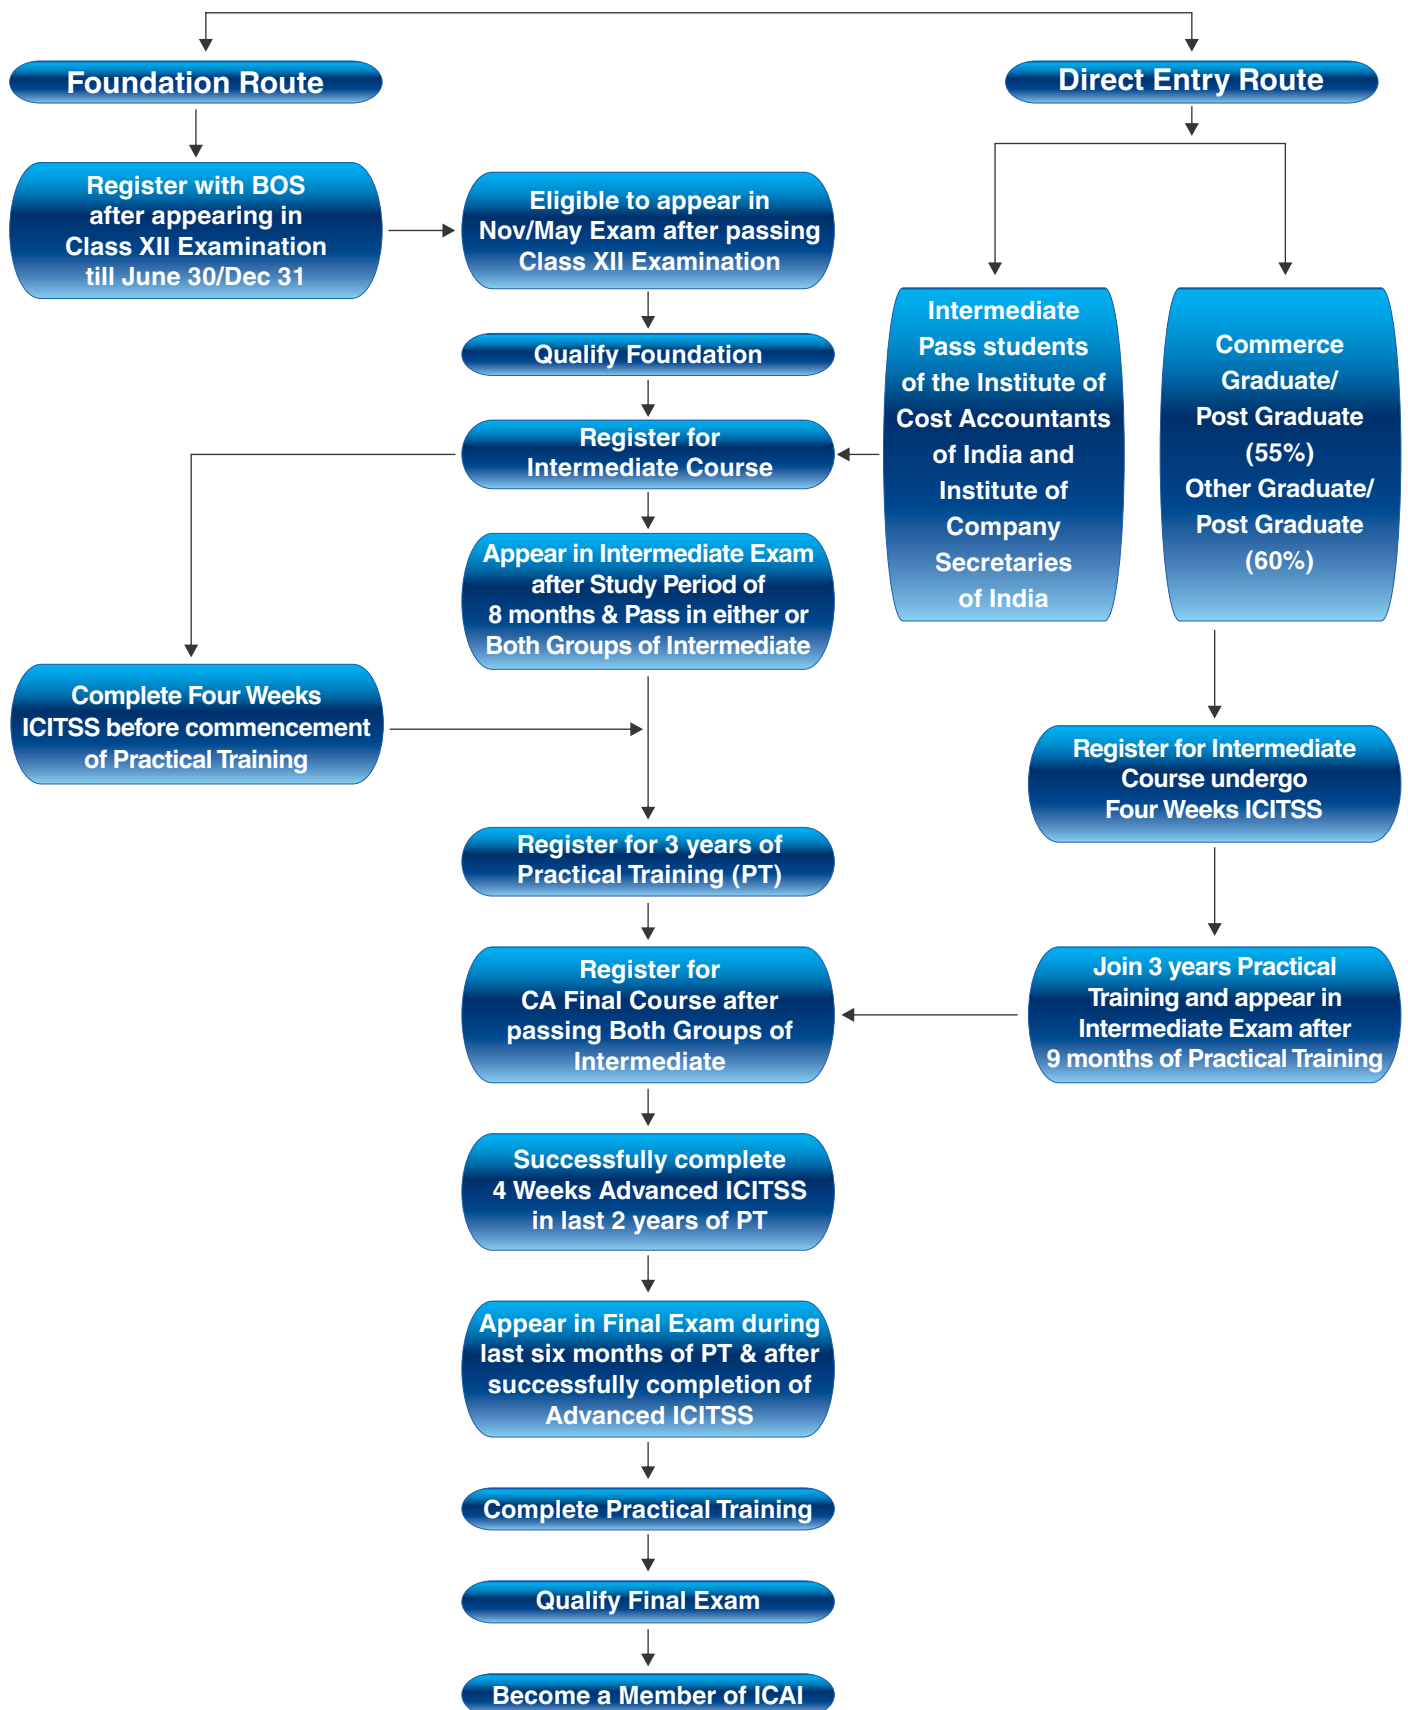 Foundation Route
Direct Entry Route
Register with BOS
after appearing in
Class XII Examination
till June 30/Dec 31
Eligible to appear in
Nov/May Exam after passing
Class XII Examination
Qualify Foundation
Register for
Intermediate Course
Intermediate
Pass students
of the Institute of
Cost Accountants
of India and
Institute of
Company
Secretaries
of India
Commerce
Graduate/
Post Graduate
(55%)
Other Graduate/
Post Graduate
(60%)
Appear in Intermediate Exam
after Study Period of
8 months & Pass in either or
Both Groups of Intermediate
Complete Four Weeks
ICITSS before commencement
of Practical Training
Register for Intermediate
Course undergo
Four Weeks ICITSS
Register for 3 years of
Practical Training (PT)
Register for
CA Final Course after
passing Both Groups of
Intermediate
Join 3 years Practical
Training and appear in
Intermediate Exam after
9 months of Practical Training
Successfully complete
4 Weeks Advanced ICITSS
in last 2 years of PT
Appear in Final Exam during
last six months of PT & after
successfully completion of
Advanced ICITSS
Complete Practical Training
Qualify Final Exam
Become a Member of ICAI